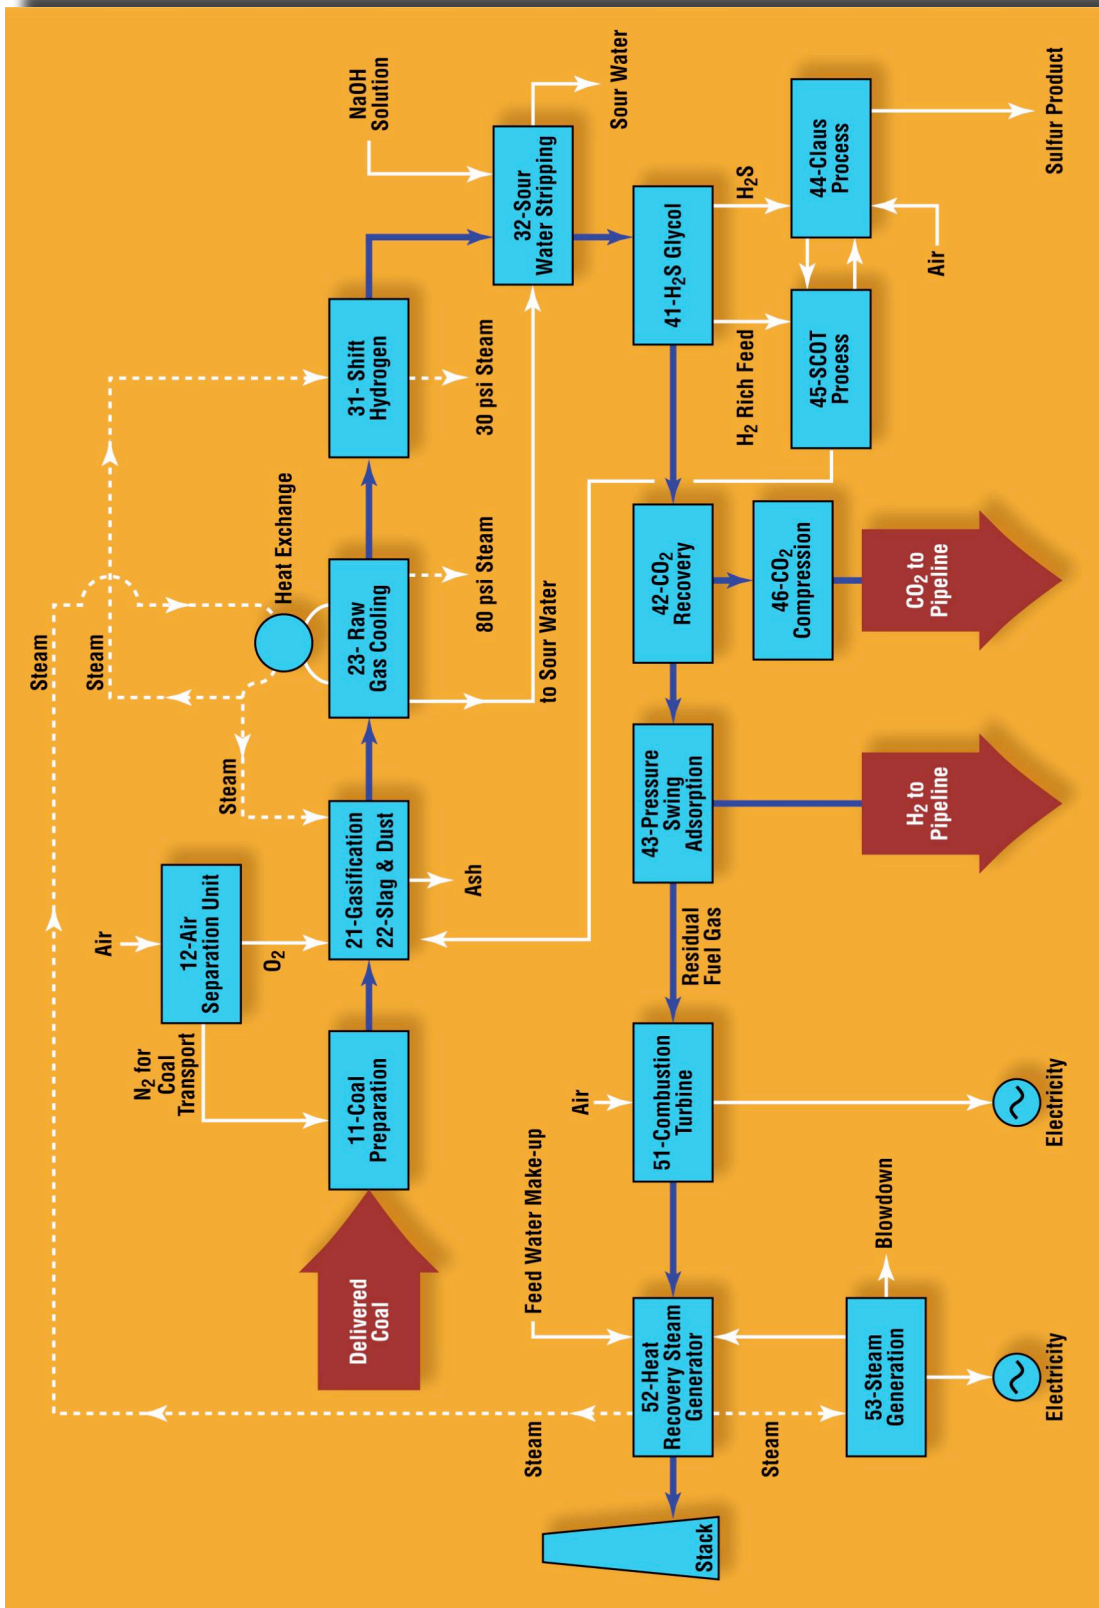 Steam
Steam
Steam
Heat Exchange
Air
12-Air
Separation Unit
N₂ for
Coal
Transport
O₂
Delivered
Coal
11-Coal
Preparation
21-Gasification
22-Slag & Dust
Ash
23- Raw
Gas Cooling
80 psi Steam
to Sour Water
31- Shift
Hydrogen
30 psi Steam
NaOH
Solution
32-Sour
Water Stripping
Sour Water
Stack
Steam
52-Heat
Recovery Steam
Generator
Feed Water Make-up
Steam
53-Steam
Generation
Blowdown
Electricity
Air
51-Combustion
Turbine
Electricity
Residual
Fuel Gas
43-Pressure
Swing
Adsorption
H₂ to
Pipeline
42-CO₂
Recovery
46-CO₂
Compression
CO₂ to
Pipeline
41-H₂S Glycol
H₂ Rich Feed
H₂S
45-SCOT
Process
44-Claus
Process
Air
Sulfur Product